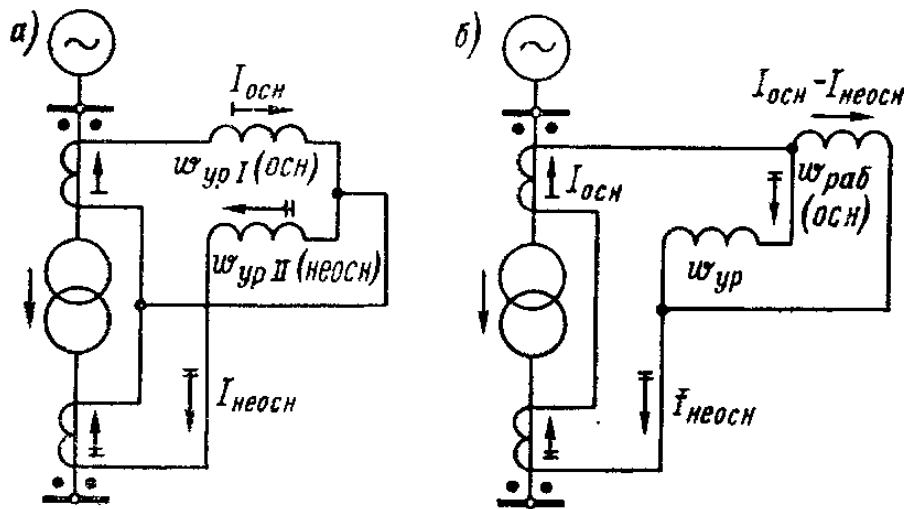 а)
I осн
w ур I (осн)
w ур II (неосн)
I неосн
б)
I осн - I неосн
I осн
w раб
(осн)
w ур
I неосн